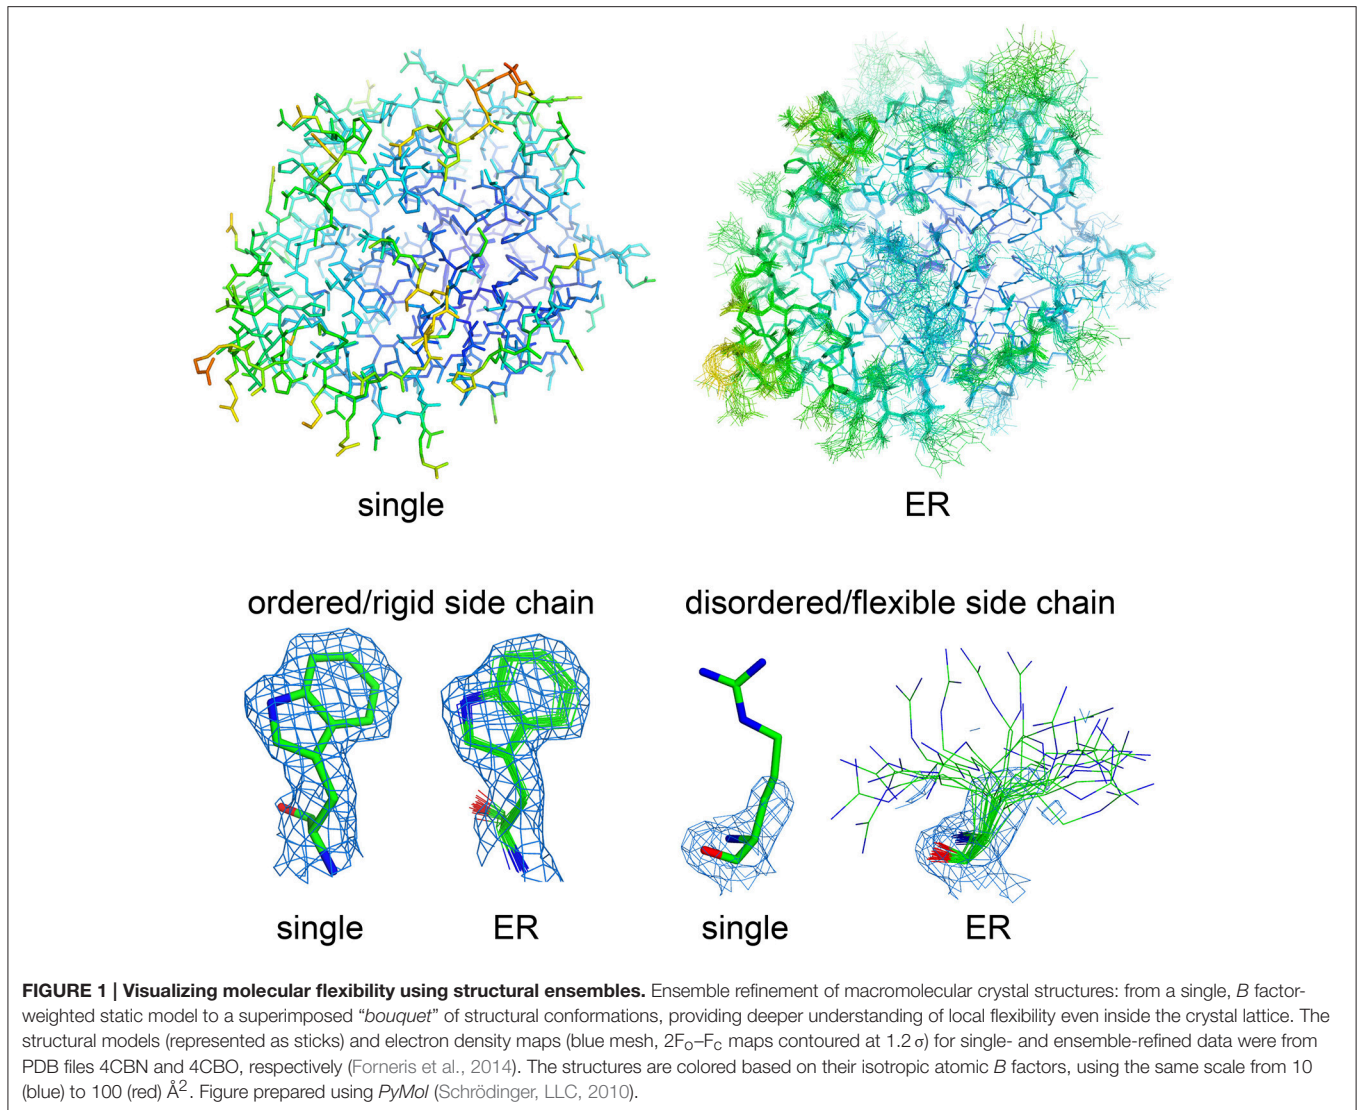 single
ER
ordered/rigid side chain
disordered/flexible side chain
single
ER
single
ER
FIGURE 1 | Visualizing molecular flexibility using structural ensembles. Ensemble refinement of macromolecular crystal structures: from a single, B factor-
weighted static model to a superimposed “bouquet” of structural conformations, providing deeper understanding of local flexibility even inside the crystal lattice. The
structural models (represented as sticks) and electron density maps (blue mesh, 2Fo–Fc maps contoured at 1.2 σ) for single- and ensemble-refined data were from
PDB files 4CBN and 4CBO, respectively (Forneris et al., 2014). The structures are colored based on their isotropic atomic B factors, using the same scale from 10
(blue) to 100 (red) Å². Figure prepared using PyMol (Schrödinger, LLC, 2010).